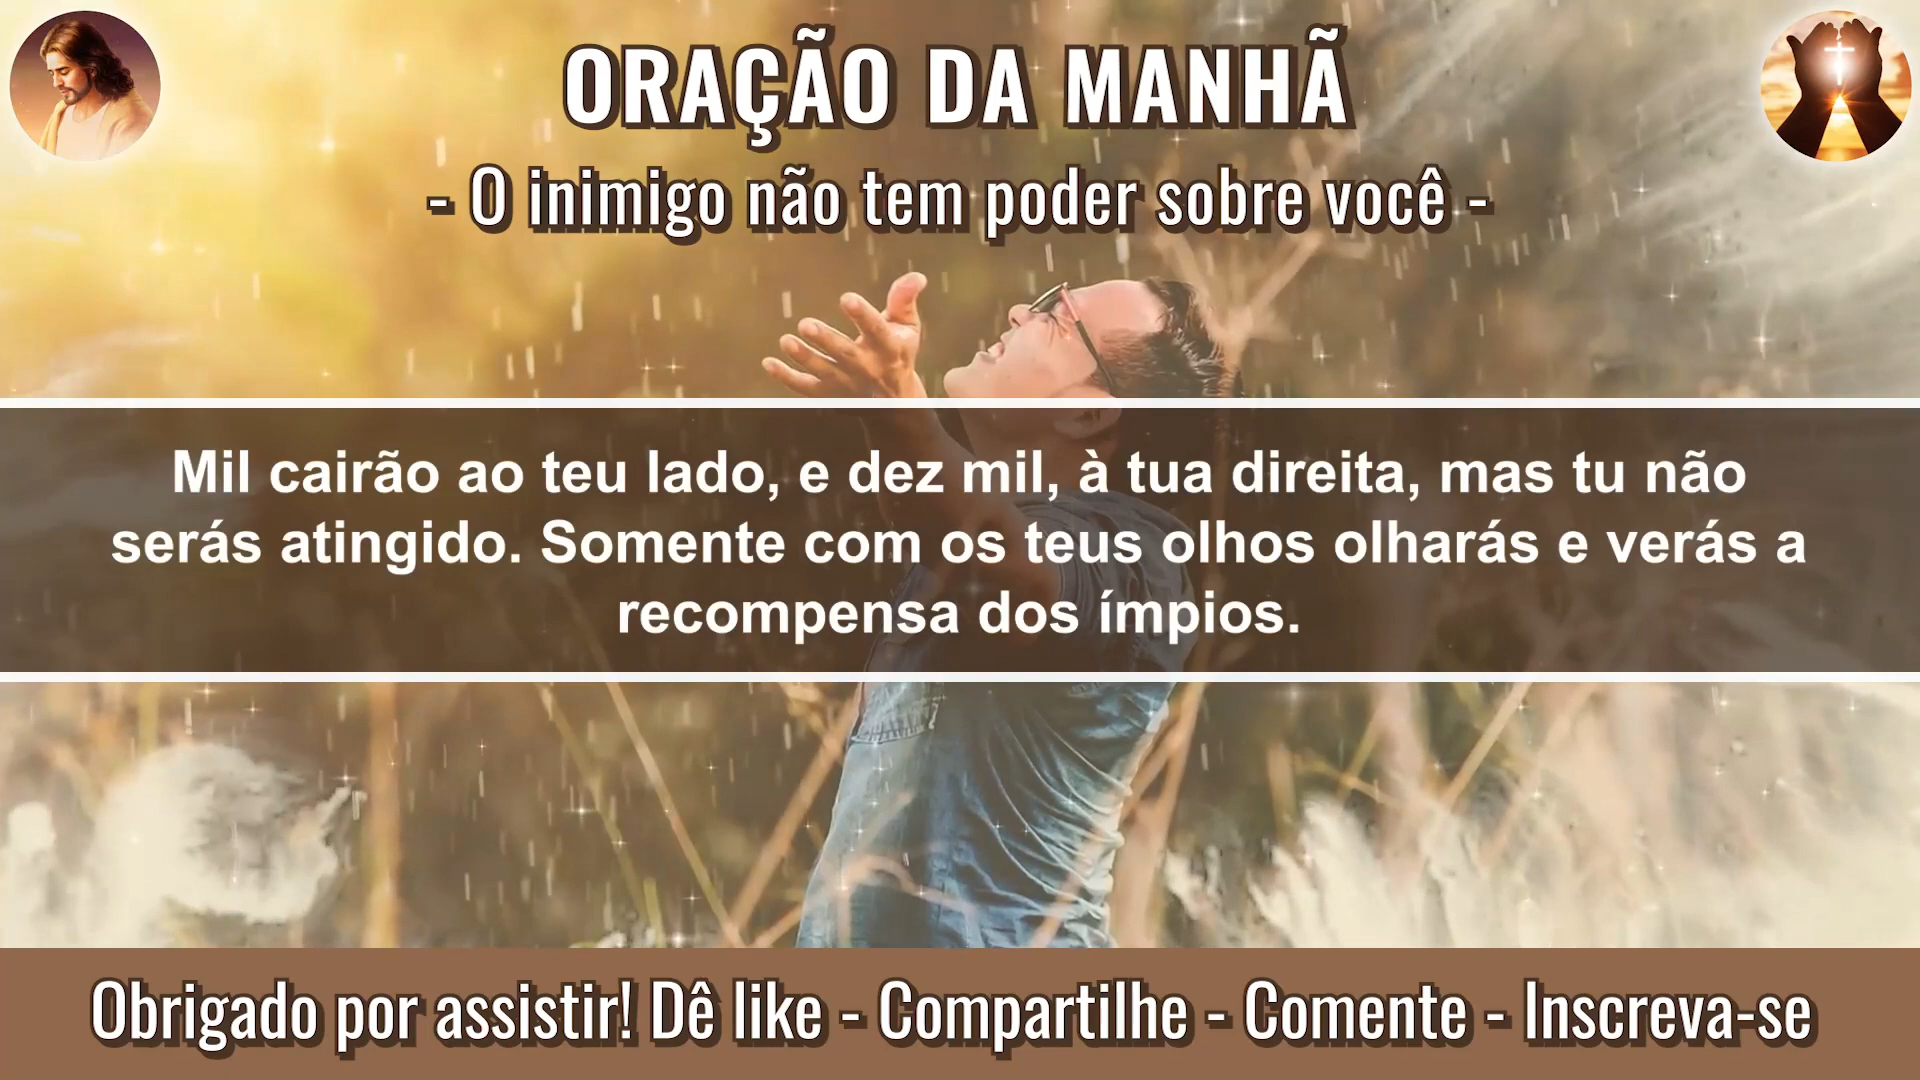 ORAÇÃO DA MANHÃ
- O inimigo não tem poder sobre você -
Mil cairão ao teu lado, e dez mil, à tua direita, mas tu não
serás atingido. Somente com os teus olhos olharás e verás a
recompensa dos ímpios.
Obrigado por assistir! Dê like - Compartilhe - Comente - Inscreva-se